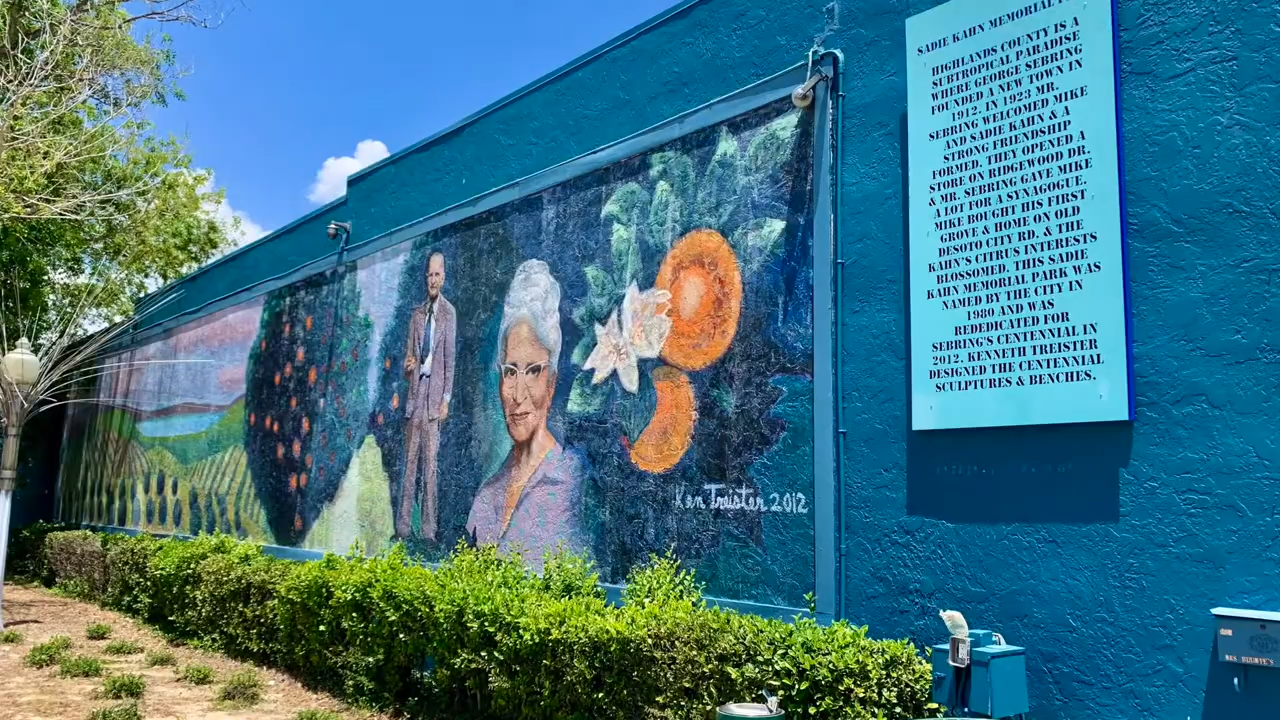 SADIE KAHN MEMORIAL
HIGHLANDS COUNTY IS A
SUBTROPICAL PARADISE
WHERE GEORGE SEBRING
FOUNDED A NEW TOWN IN
1912. IN 1923 MR.
SEBRING WELCOMED MIKE
AND SADIE KAHN & A
STRONG FRIENDSHIP
FORMED. THEY OPENED A
STORE ON RIDGEWOOD DR.
& MR. SEBRING GAVE MIKE
A LOT FOR A SYNAGOGUE.
MIKE BOUGHT HIS FIRST
GROVE & HOME ON OLD
DESOTO CITY RD. & THE
KAHN'S CITRUS INTERESTS
BLOSSOMED. THIS SADIE
KAHN MEMORIAL PARK WAS
NAMED BY THE CITY IN
1980 AND WAS
REDEDICATED FOR
SEBRING'S CENTENNIAL IN
2012. KENNETH TREISTER
DESIGNED THE CENTENNIAL
SCULPTURES & BENCHES.
Ken Treister 2012